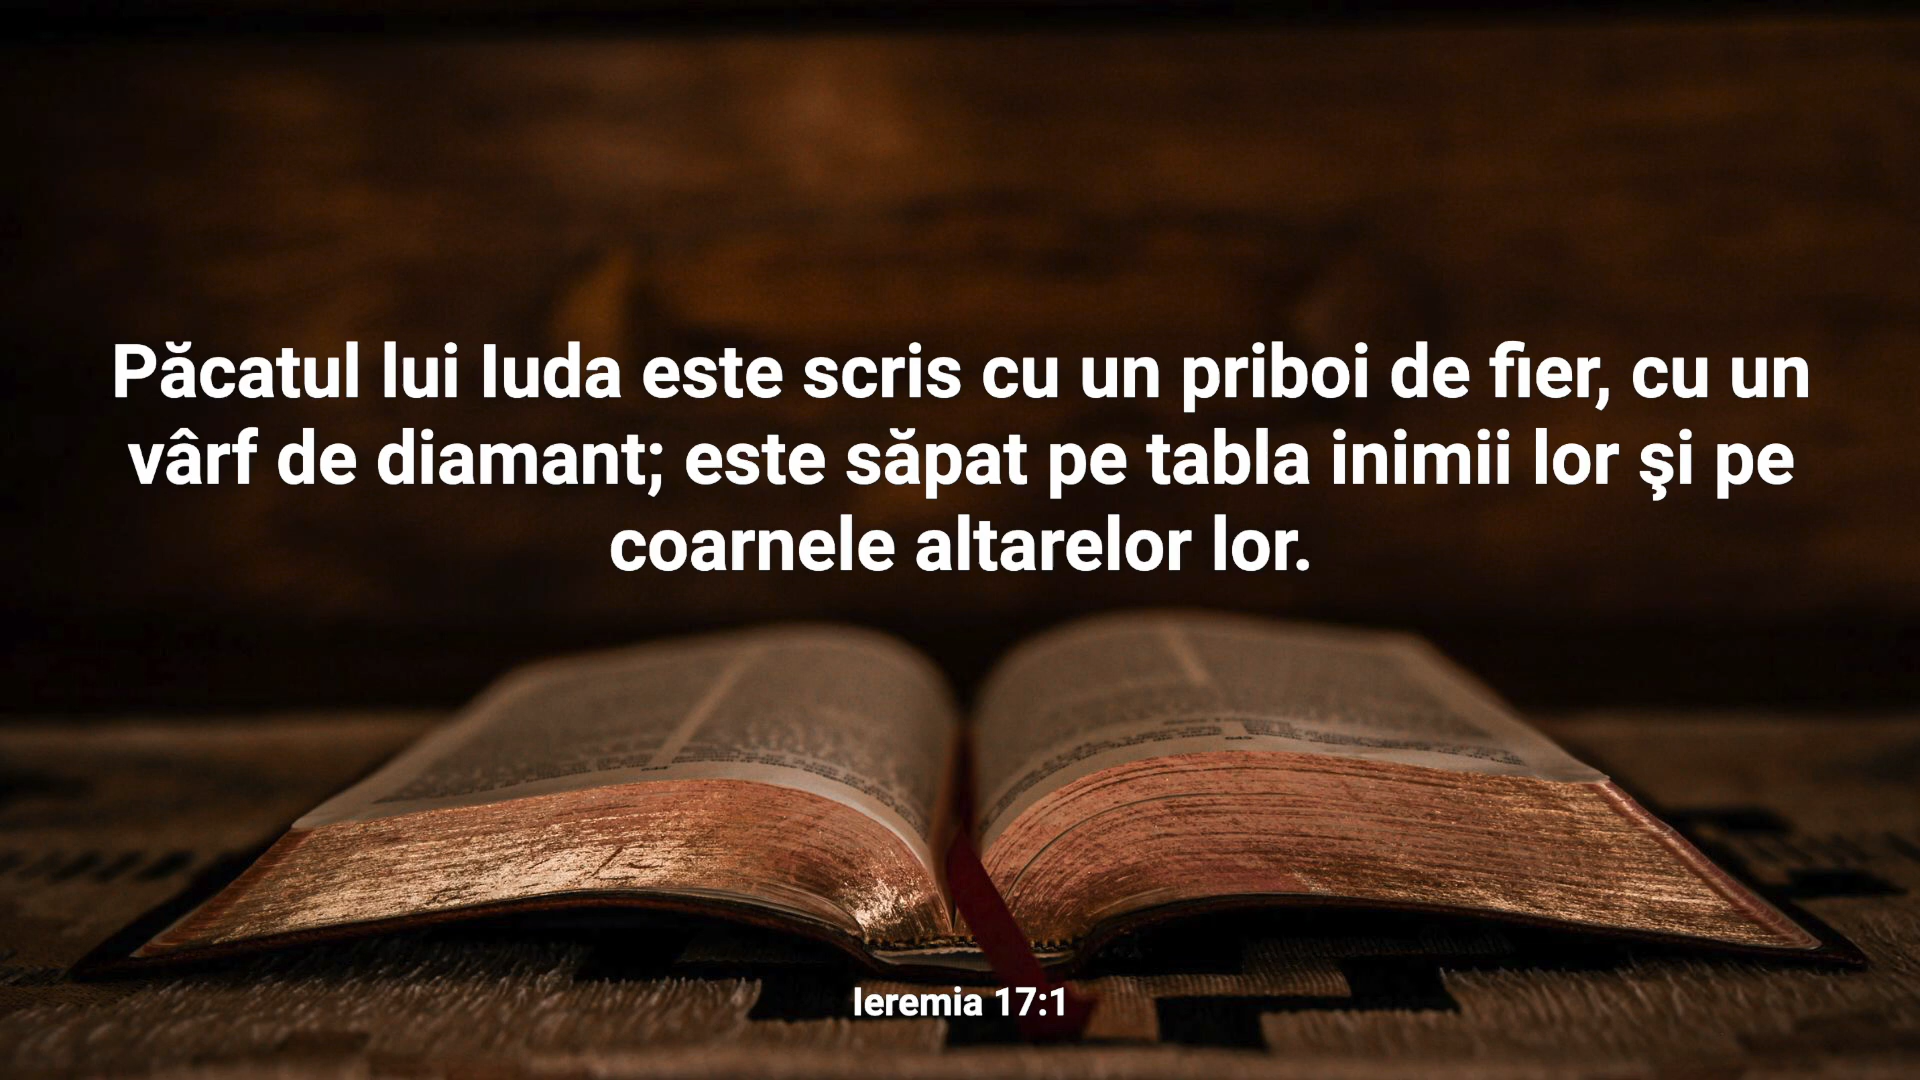 Păcatul lui Iuda este scris cu un priboi de fier, cu un
vârf de diamant; este săpat pe tabla inimii lor şi pe
coarnele altarelor lor.
Ieremia 17:1